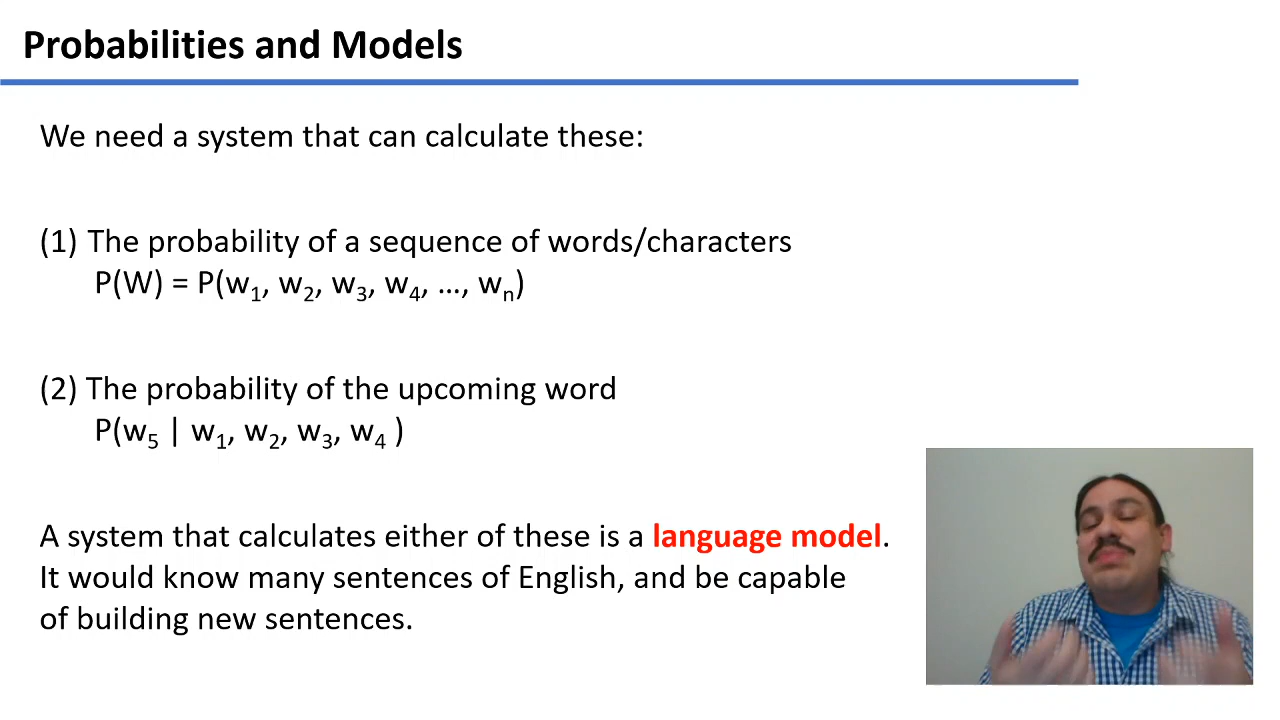 Probabilities and Models
We need a system that can calculate these:
(1) The probability of a sequence of words/characters
P(W) = P(w₁, w₂, w₃, w₄, …, wₙ)
(2) The probability of the upcoming word
P(w₅ | w₁, w₂, w₃, w₄ )
A system that calculates either of these is a language model.
It would know many sentences of English, and be capable
of building new sentences.